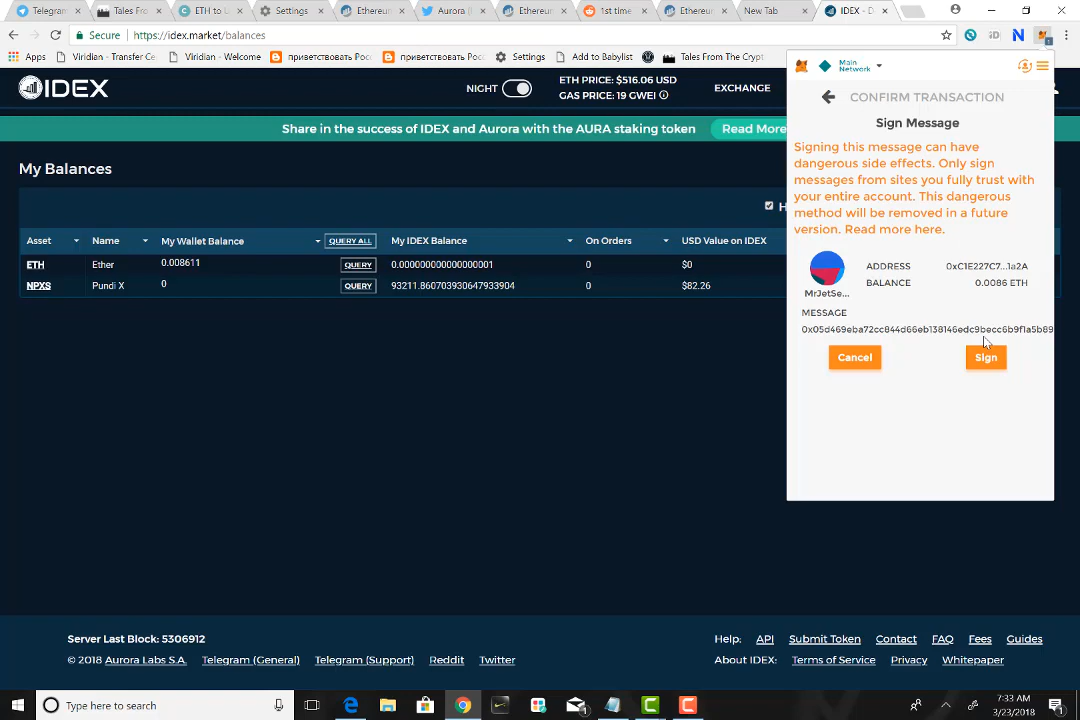 Telegram
Tales Fro
ETH to L
Settings
Ethereum
Aurora (I
Ethereum
1st time
Ethereum
New Tab
IDEX - D
Secure
https://idex.market/balances
Apps
Viridian - Transfer Ce
Viridian - Welcome
приветствовать Росс
приветствовать Росс
Settings
Add to Babylist
Tales From The Crypt
IDEX
NIGHT
ETH PRICE: $516.06 USD
GAS PRICE: 19 GWEI
EXCHANGE
Share in the success of IDEX and Aurora with the AURA staking token
Read More
My Balances
H
Asset
Name
My Wallet Balance
QUERY ALL
My IDEX Balance
On Orders
USD Value on IDEX
ETH
Ether
0.008611
QUERY
0.000000000000000001
0
$0
NPXS
Pundi X
0
QUERY
93211.860703930647933904
0
$82.26
Main
Network
CONFIRM TRANSACTION
Sign Message
Signing this message can have
dangerous side effects. Only sign
messages from sites you fully trust with
your entire account. This dangerous
method will be removed in a future
version. Read more here.
MrJetSe...
ADDRESS
0xC1E227C7...1a2A
BALANCE
0.0086 ETH
MESSAGE
0x05d469eba72cc844d66eb138146edc9becc6b9f1a5b89
Cancel
Sign
Server Last Block: 5306912
© 2018 Aurora Labs S.A.
Telegram (General)
Telegram (Support)
Reddit
Twitter
Help:
API
Submit Token
Contact
FAQ
Fees
Guides
About IDEX:
Terms of Service
Privacy
Whitepaper
Type here to search
7:33 AM
3/23/2018